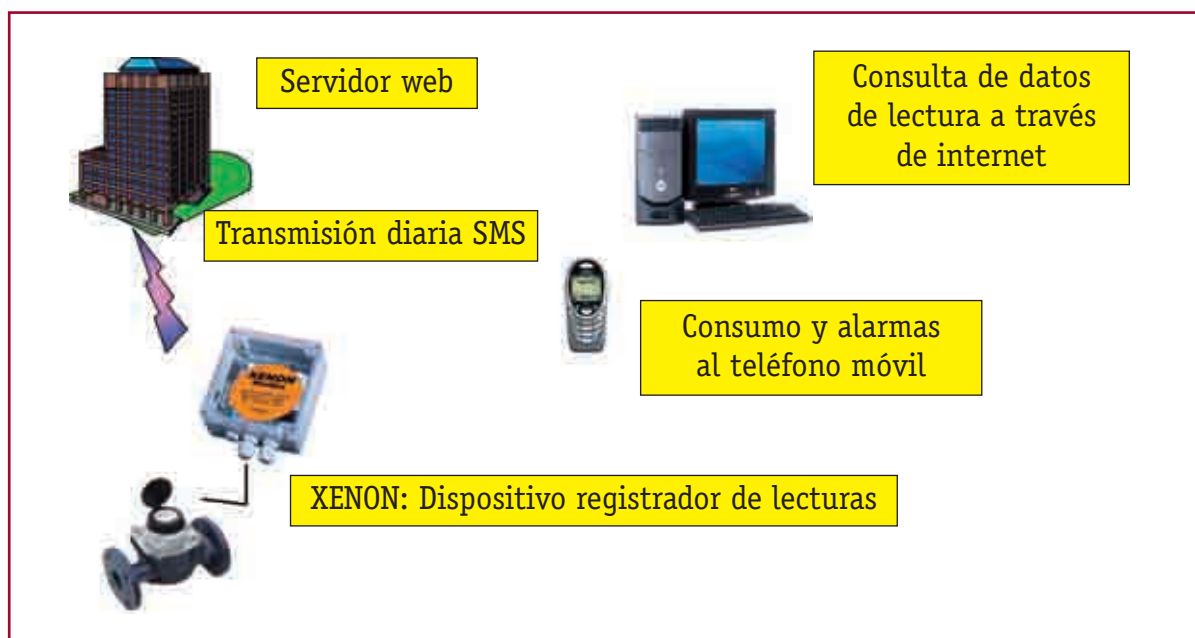 Servidor web
Consulta de datos
de lectura a través
de internet
Transmisión diaria SMS
Consumo y alarmas
al teléfono móvil
XENON
XENON: Dispositivo registrador de lecturas